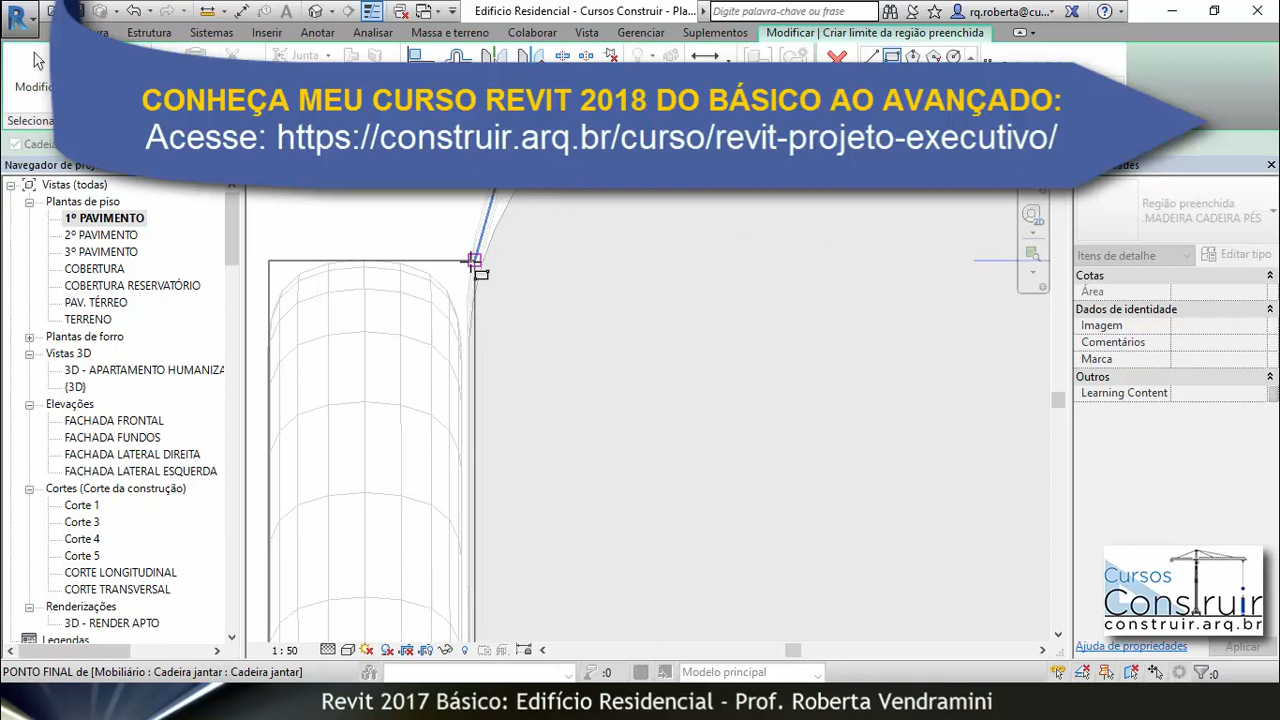 Edifício Residencial - Cursos Construir - Pla...
Digite palavra-chave ou frase
rq.roberta@cu...
Estrutura
Sistemas
Inserir
Anotar
Analisar
Massa e terreno
Colaborar
Vista
Gerenciar
Suplementos
Modificar | Criar limite da região preenchida
Junta
Modific
Seleciona
CONHEÇA MEU CURSO REVIT 2018 DO BÁSICO AO AVANÇADO:
Acesse: https://construir.arq.br/curso/revit-projeto-executivo/
Cadeia
Navegador de proj
Vistas (todas)
Plantas de piso
1º PAVIMENTO
2º PAVIMENTO
3º PAVIMENTO
COBERTURA
COBERTURA RESERVATÓRIO
PAV. TÉRREO
TERRENO
Plantas de forro
Vistas 3D
3D - APARTAMENTO HUMANIZA
{3D}
Elevações
FACHADA FRONTAL
FACHADA FUNDOS
FACHADA LATERAL DIREITA
FACHADA LATERAL ESQUERDA
Cortes (Corte da construção)
Corte 1
Corte 3
Corte 4
Corte 5
CORTE LONGITUDINAL
CORTE TRANSVERSAL
Renderizações
3D - RENDER APTO
Legendas
2D
edades
Região preenchida
.MADEIRA CADEIRA PÉS
Itens de detalhe
Editar tipo
Cotas
Área
Dados de identidade
Imagem
Comentários
Marca
Outros
Learning Content
Cursos
Construir
construir.arq.br
Ajuda de propriedades
Aplicar
1 : 50
PONTO FINAL de [Mobiliário : Cadeira jantar : Cadeira jantar]
:0
Modelo principal
:0
Revit 2017 Básico: Edifício Residencial - Prof. Roberta Vendramini